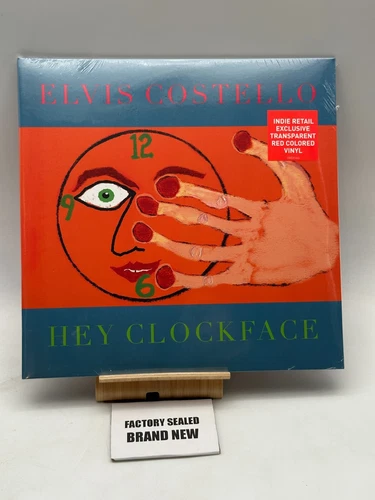 ELVIS COSTELLO
INDIE RETAIL
EXCLUSIVE
TRANSPARENT
RED COLORED
VINYL
12
9
6
HEY CLOCKFACE
FACTORY SEALED
BRAND NEW